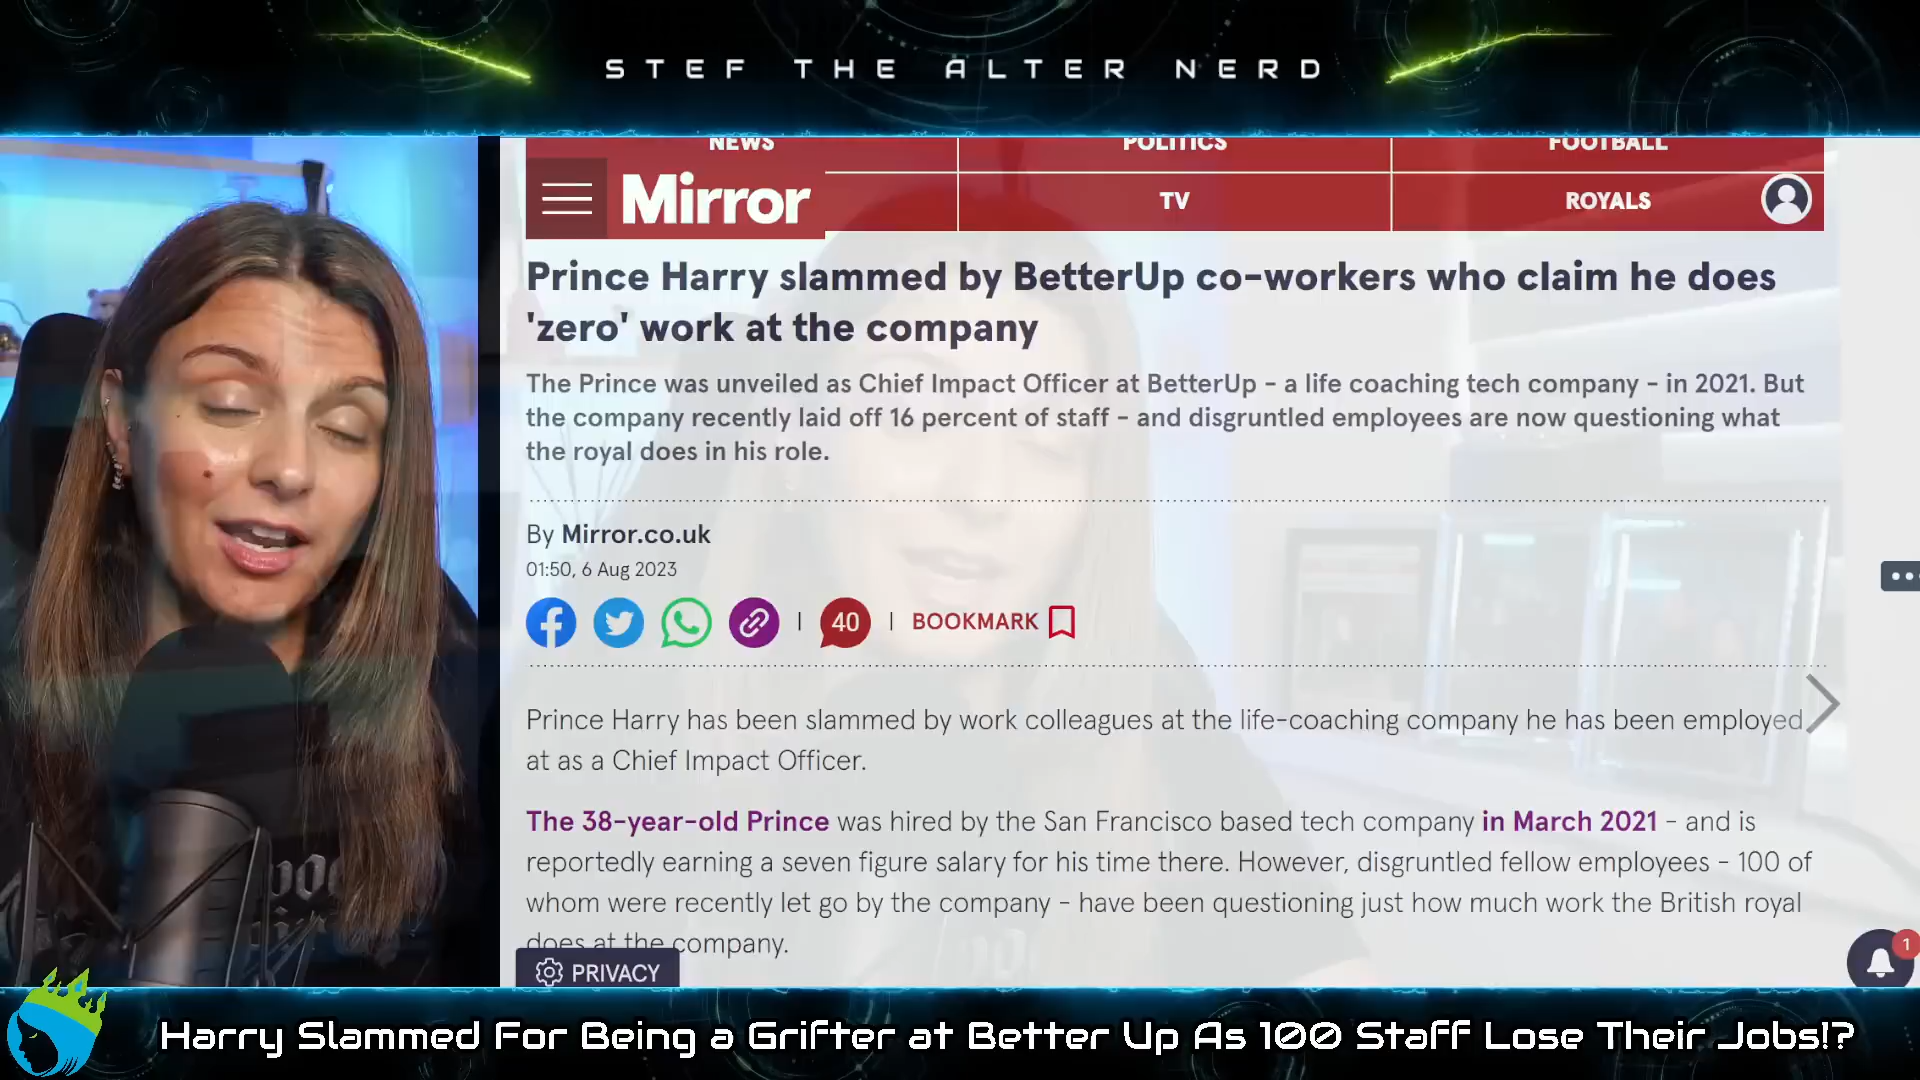 STEF THE ALTER NERD
NEWS
POLITICS
FOOTBALL
Mirror
TV
ROYALS
Prince Harry slammed by BetterUp co-workers who claim he does
'zero' work at the company
The Prince was unveiled as Chief Impact Officer at BetterUp - a life coaching tech company - in 2021. But
the company recently laid off 16 percent of staff - and disgruntled employees are now questioning what
the royal does in his role.
By Mirror.co.uk
01:50, 6 Aug 2023
40
BOOKMARK
Prince Harry has been slammed by work colleagues at the life-coaching company he has been employed
at as a Chief Impact Officer.
The 38-year-old Prince was hired by the San Francisco based tech company in March 2021 - and is
reportedly earning a seven figure salary for his time there. However, disgruntled fellow employees - 100 of
whom were recently let go by the company - have been questioning just how much work the British royal
does at the company.
PRIVACY
1
Harry Slammed For Being a Grifter at Better Up As 100 Staff Lose Their Jobs!?